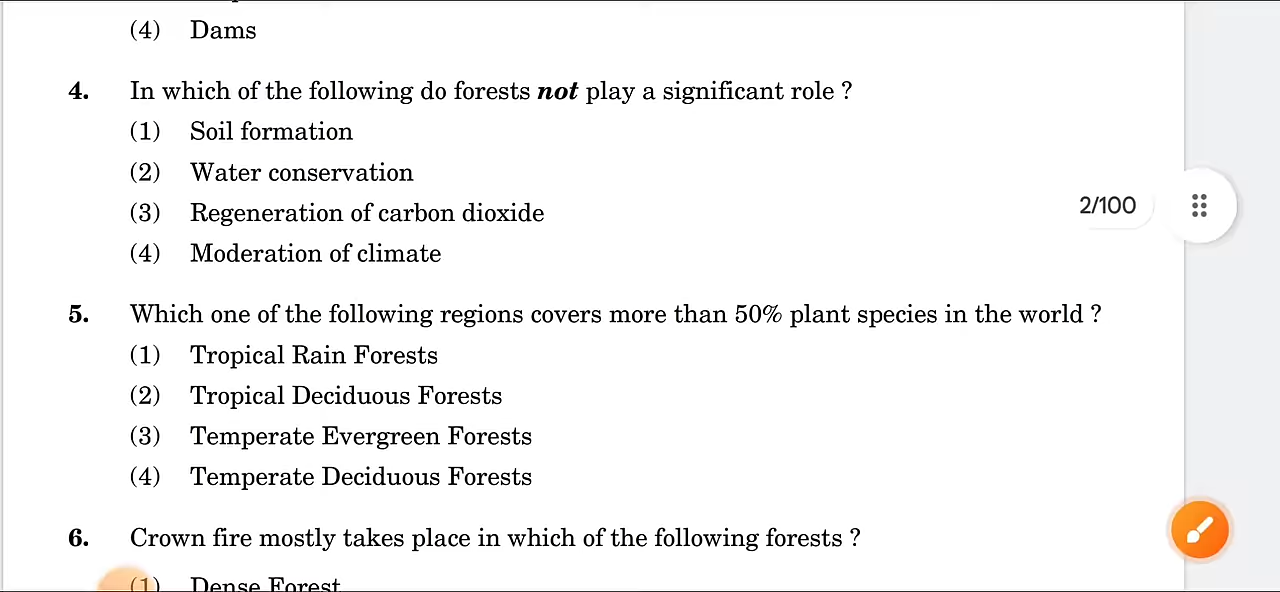 (4) Dams
4. In which of the following do forests not play a significant role ?
(1) Soil formation
(2) Water conservation
(3) Regeneration of carbon dioxide
(4) Moderation of climate
2/100
5. Which one of the following regions covers more than 50% plant species in the world ?
(1) Tropical Rain Forests
(2) Tropical Deciduous Forests
(3) Temperate Evergreen Forests
(4) Temperate Deciduous Forests
6. Crown fire mostly takes place in which of the following forests ?
(1) Dense Forest